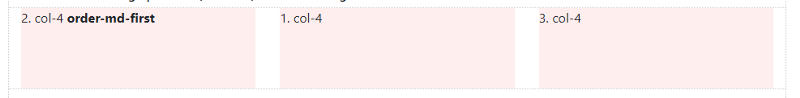 2. col-4 order-md-first
1. col-4
3. col-4